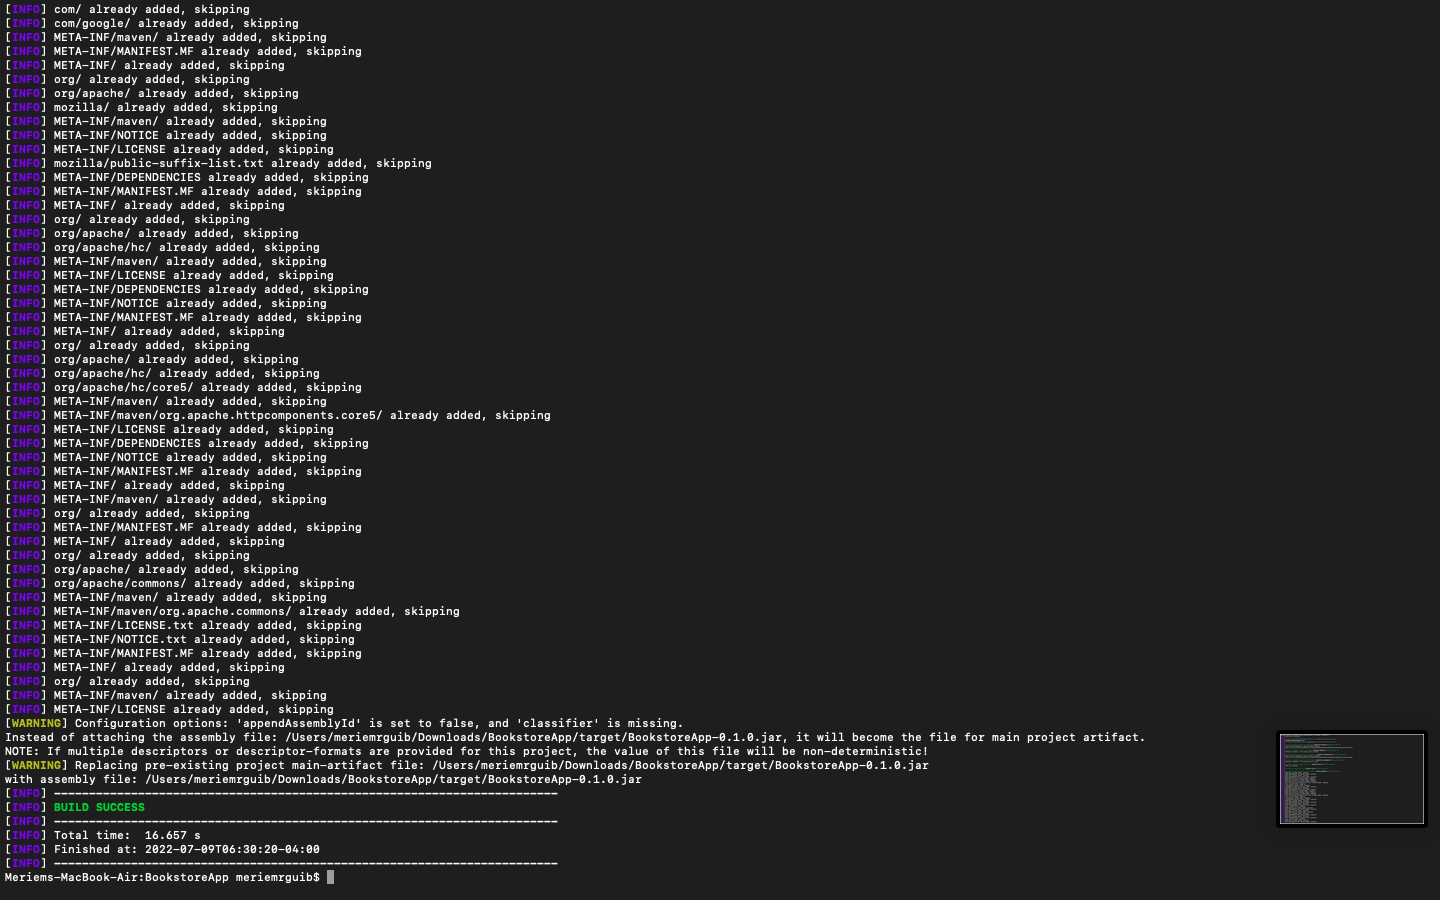 [INFO] com/ already added, skipping
[INFO] com/google/ already added, skipping
[INFO] META-INF/maven/ already added, skipping
[INFO] META-INF/MANIFEST.MF already added, skipping
[INFO] META-INF/ already added, skipping
[INFO] org/ already added, skipping
[INFO] org/apache/ already added, skipping
[INFO] mozilla/ already added, skipping
[INFO] META-INF/maven/ already added, skipping
[INFO] META-INF/NOTICE already added, skipping
[INFO] META-INF/LICENSE already added, skipping
[INFO] mozilla/public-suffix-list.txt already added, skipping
[INFO] META-INF/DEPENDENCIES already added, skipping
[INFO] META-INF/MANIFEST.MF already added, skipping
[INFO] META-INF/ already added, skipping
[INFO] org/ already added, skipping
[INFO] org/apache/ already added, skipping
[INFO] org/apache/hc/ already added, skipping
[INFO] META-INF/maven/ already added, skipping
[INFO] META-INF/LICENSE already added, skipping
[INFO] META-INF/DEPENDENCIES already added, skipping
[INFO] META-INF/NOTICE already added, skipping
[INFO] META-INF/MANIFEST.MF already added, skipping
[INFO] META-INF/ already added, skipping
[INFO] org/ already added, skipping
[INFO] org/apache/ already added, skipping
[INFO] org/apache/hc/ already added, skipping
[INFO] org/apache/hc/core5/ already added, skipping
[INFO] META-INF/maven/ already added, skipping
[INFO] META-INF/maven/org.apache.httpcomponents.core5/ already added, skipping
[INFO] META-INF/LICENSE already added, skipping
[INFO] META-INF/DEPENDENCIES already added, skipping
[INFO] META-INF/NOTICE already added, skipping
[INFO] META-INF/MANIFEST.MF already added, skipping
[INFO] META-INF/ already added, skipping
[INFO] META-INF/maven/ already added, skipping
[INFO] org/ already added, skipping
[INFO] META-INF/MANIFEST.MF already added, skipping
[INFO] META-INF/ already added, skipping
[INFO] org/ already added, skipping
[INFO] org/apache/ already added, skipping
[INFO] org/apache/commons/ already added, skipping
[INFO] META-INF/maven/ already added, skipping
[INFO] META-INF/maven/org.apache.commons/ already added, skipping
[INFO] META-INF/LICENSE.txt already added, skipping
[INFO] META-INF/NOTICE.txt already added, skipping
[INFO] META-INF/MANIFEST.MF already added, skipping
[INFO] META-INF/ already added, skipping
[INFO] org/ already added, skipping
[INFO] META-INF/maven/ already added, skipping
[INFO] META-INF/LICENSE already added, skipping
[WARNING] Configuration options: 'appendAssemblyId' is set to false, and 'classifier' is missing.
Instead of attaching the assembly file: /Users/meriemrguib/Downloads/BookstoreApp/target/BookstoreApp-0.1.0.jar, it will become the file for main project artifact.
NOTE: If multiple descriptors or descriptor-formats are provided for this project, the value of this file will be non-deterministic!
[WARNING] Replacing pre-existing project main-artifact file: /Users/meriemrguib/Downloads/BookstoreApp/target/BookstoreApp-0.1.0.jar
with assembly file: /Users/meriemrguib/Downloads/BookstoreApp/target/BookstoreApp-0.1.0.jar
[INFO] ------------------------------------------------------------------------
[INFO] BUILD SUCCESS
[INFO] ------------------------------------------------------------------------
[INFO] Total time:  16.657 s
[INFO] Finished at: 2022-07-09T06:30:20-04:00
[INFO] ------------------------------------------------------------------------
Meriems-MacBook-Air:BookstoreApp meriemrguib$